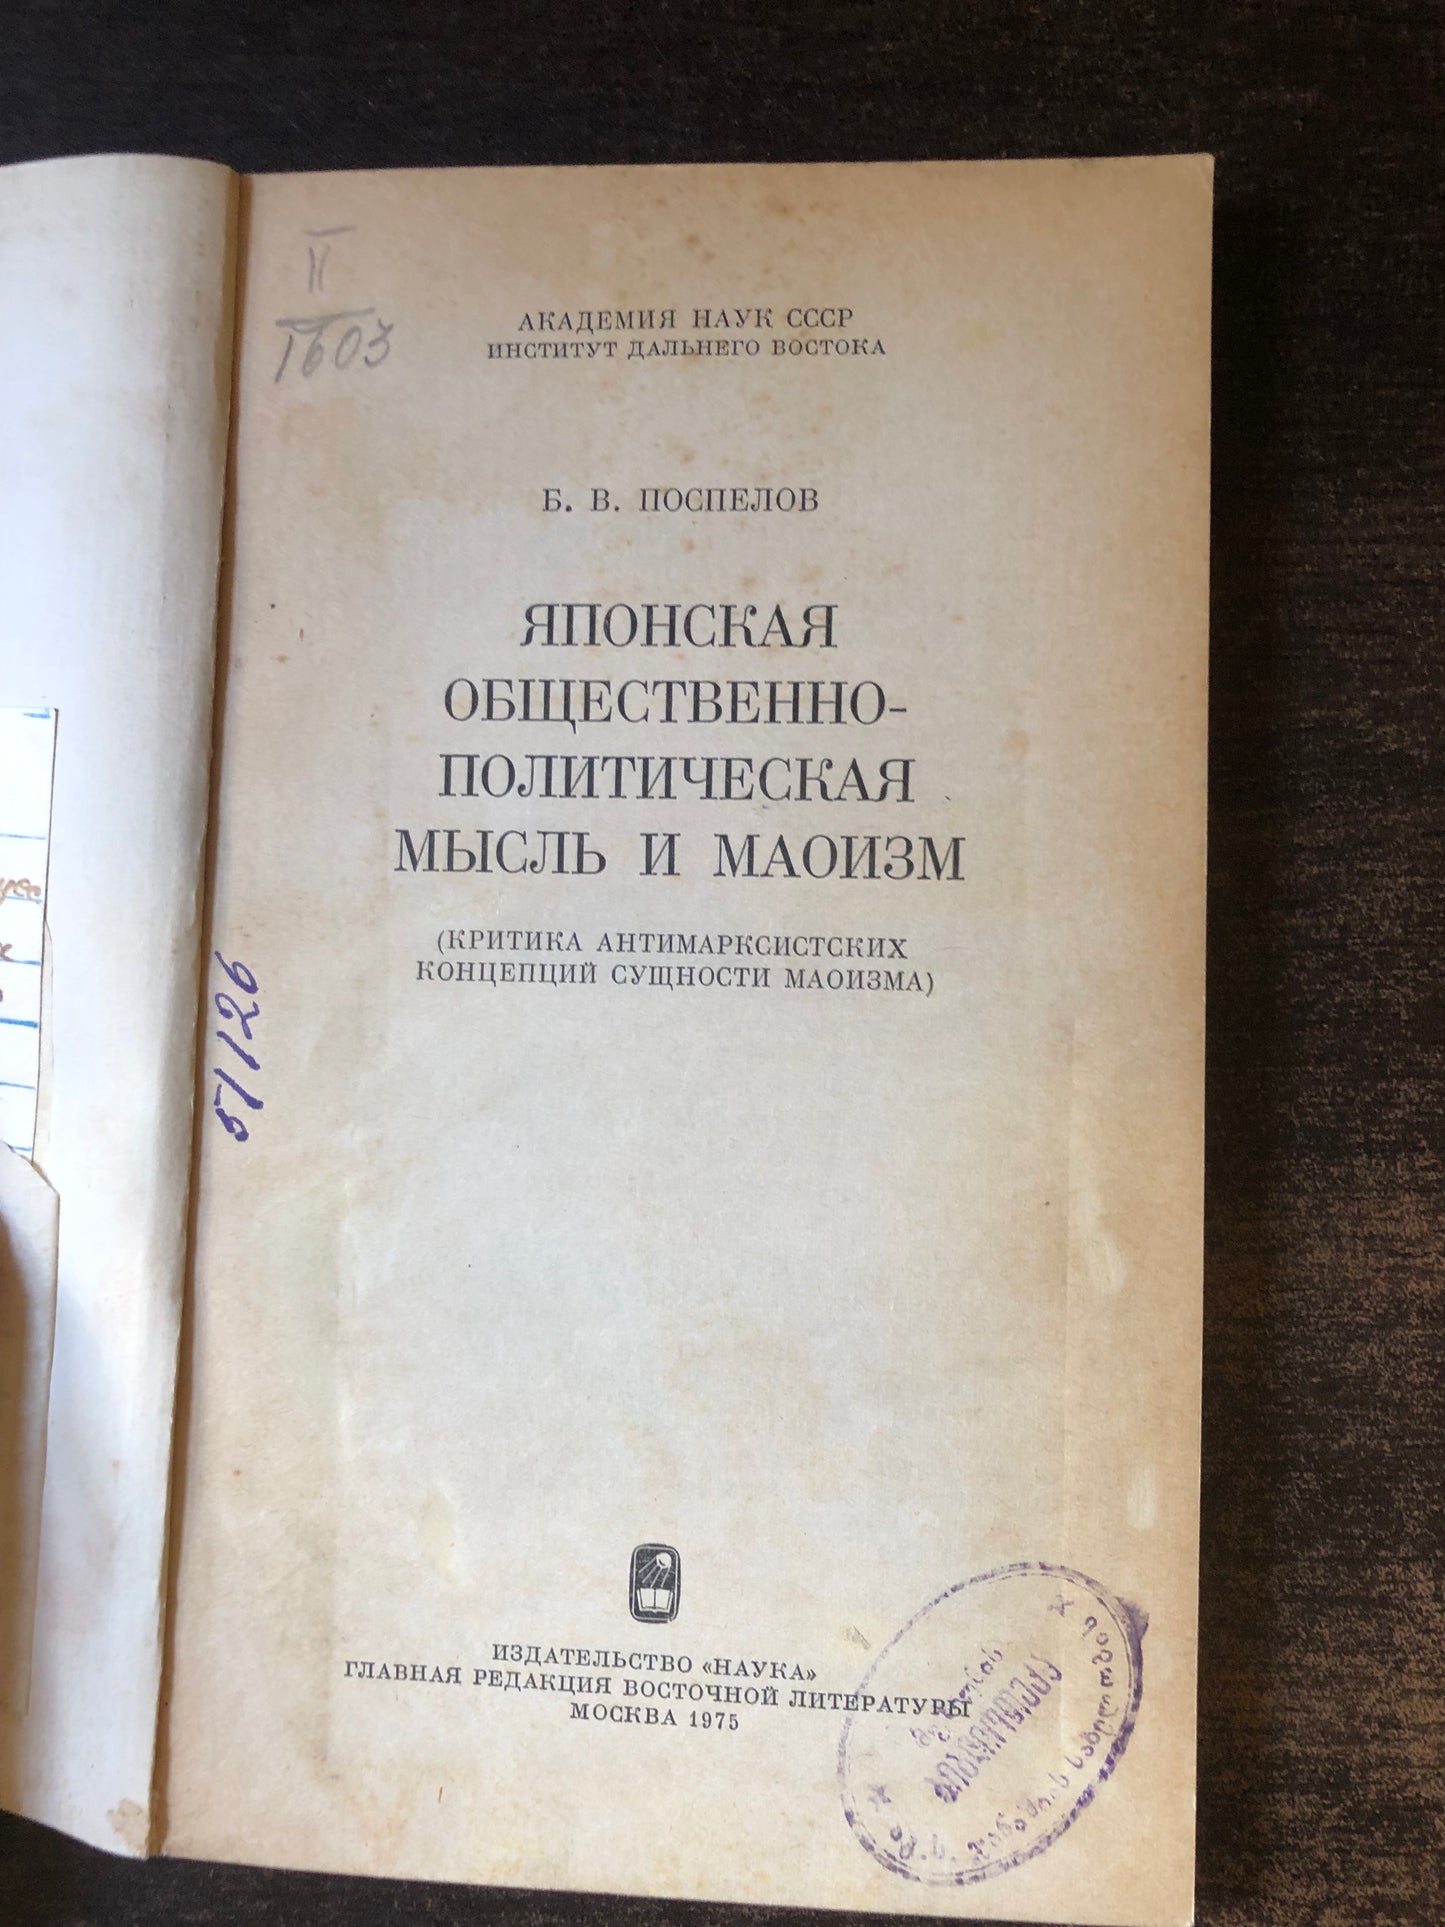 II
1603
АКАДЕМИЯ НАУК СССР
ИНСТИТУТ ДАЛЬНЕГО ВОСТОКА
Б. В. ПОСПЕЛОВ
ЯПОНСКАЯ
ОБЩЕСТВЕННО-
ПОЛИТИЧЕСКАЯ
МЫСЛЬ И МАОИЗМ
(КРИТИКА АНТИМАРКСИСТСКИХ
КОНЦЕПЦИЙ СУЩНОСТИ МАОИЗМА)
51126
ИЗДАТЕЛЬСТВО «НАУКА»
ГЛАВНАЯ РЕДАКЦИЯ ВОСТОЧНОЙ ЛИТЕРАТУРЫ
МОСКВА 1975